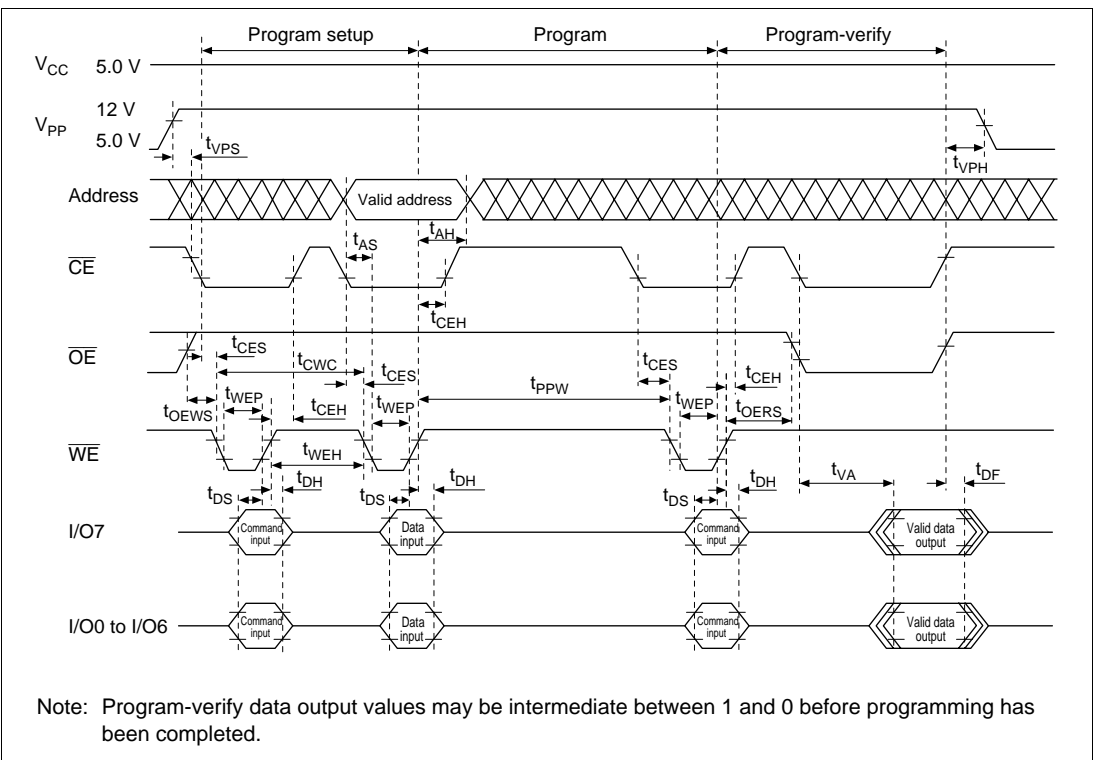 Program setup Program Program-verify
VCC 5.0 V
12 V
VPP
5.0 V
tVPS
tVPH
Address
Valid address
tAS
tAH
CE
tCEH
OE
tCES
tCWC
tCES
tPPW
tCES
tCEH
tOEWS
tWEP
tCEH
tWEP
tWEP
tOERS
WE
tWEH
tDS
tDH
tDS
tDH
tDS
tDH
tVA
tDF
I/O7
Command input
Data input
Command input
Valid data output
I/O0 to I/O6
Command input
Data input
Command input
Valid data output
Note: Program-verify data output values may be intermediate between 1 and 0 before programming has
been completed.